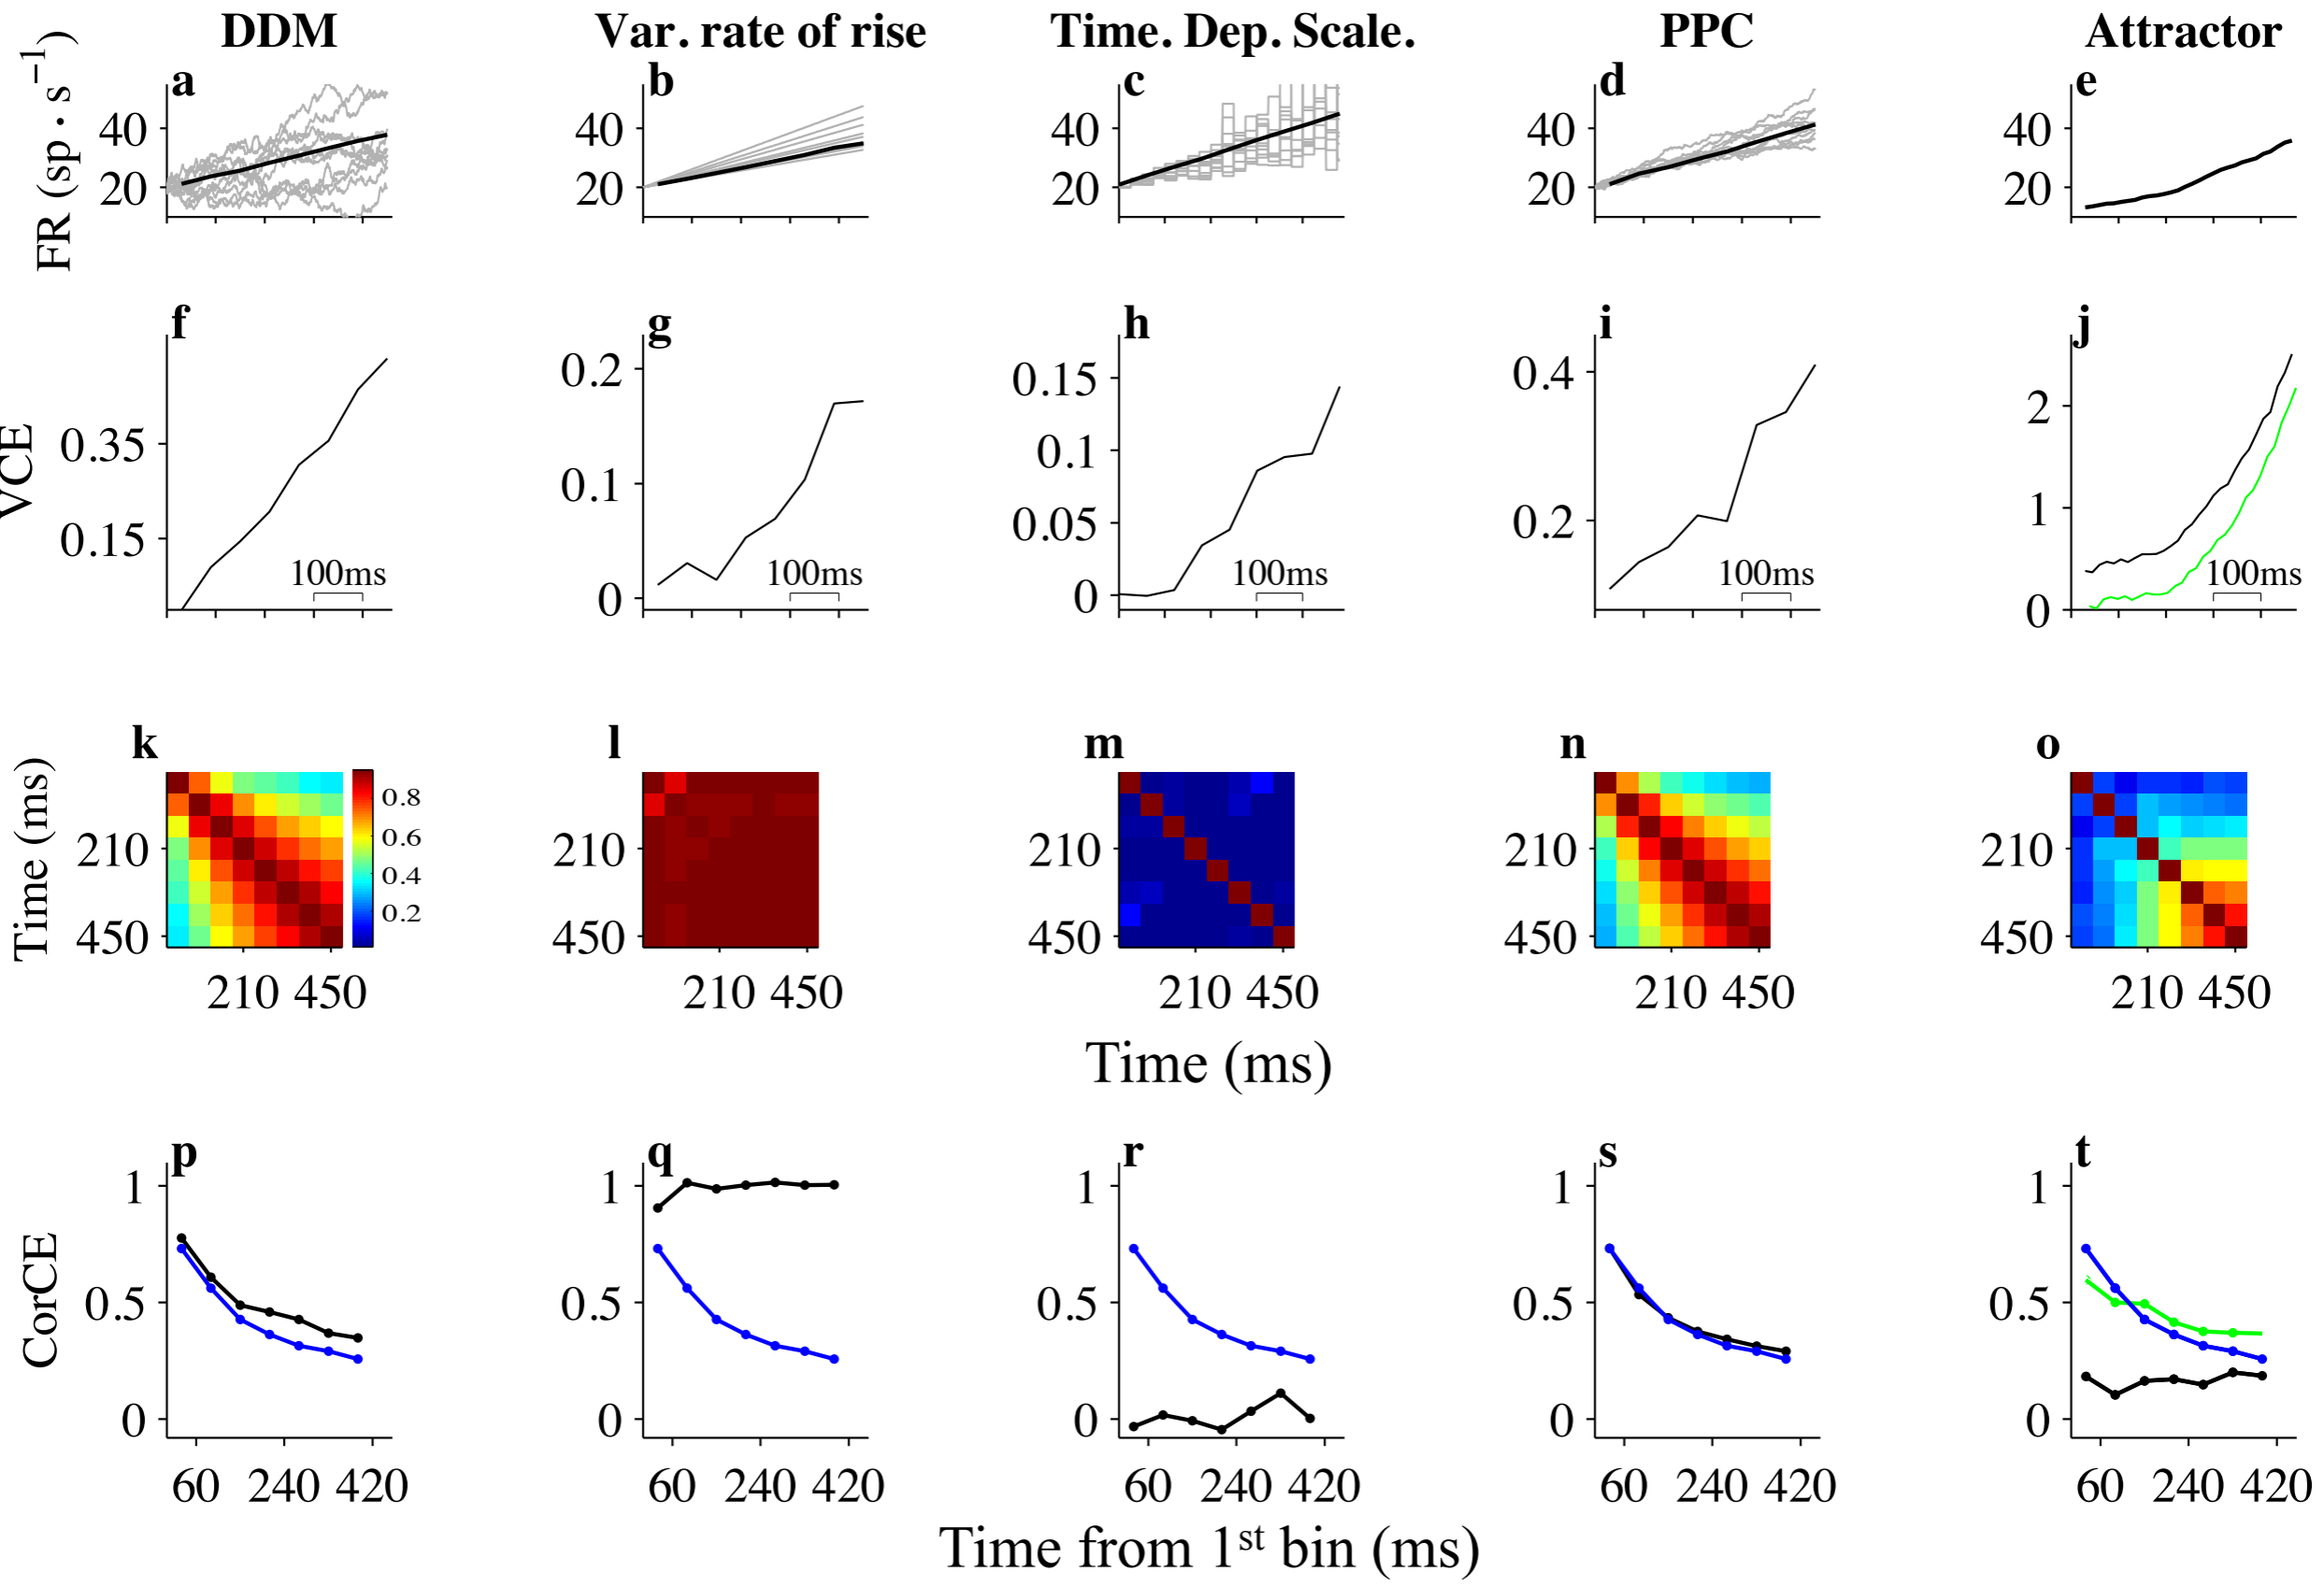 DDM Var. rate of rise Time. Dep. Scale. PPC Attractor
a b c d e
FR (sp · s⁻¹)
40 40 40 40 40
20 20 20 20 20
f g h i j
VCE
0.35
0.15
100ms
0.2
0.1
0
100ms
0.15
0.1
0.05
0
100ms
0.4
0.2
100ms
2
1
0
100ms
k l m n o
Time (ms)
0.8
0.6
0.4
0.2
210 210 210 210 210
450 450 450 450 450
210 450 210 450 210 450 210 450 210 450
Time (ms)
p q r s t
CorCE
1 1 1 1 1
0.5 0.5 0.5 0.5 0.5
0 0 0 0 0
60 240 420 60 240 420 60 240 420 60 240 420 60 240 420
Time from 1st bin (ms)